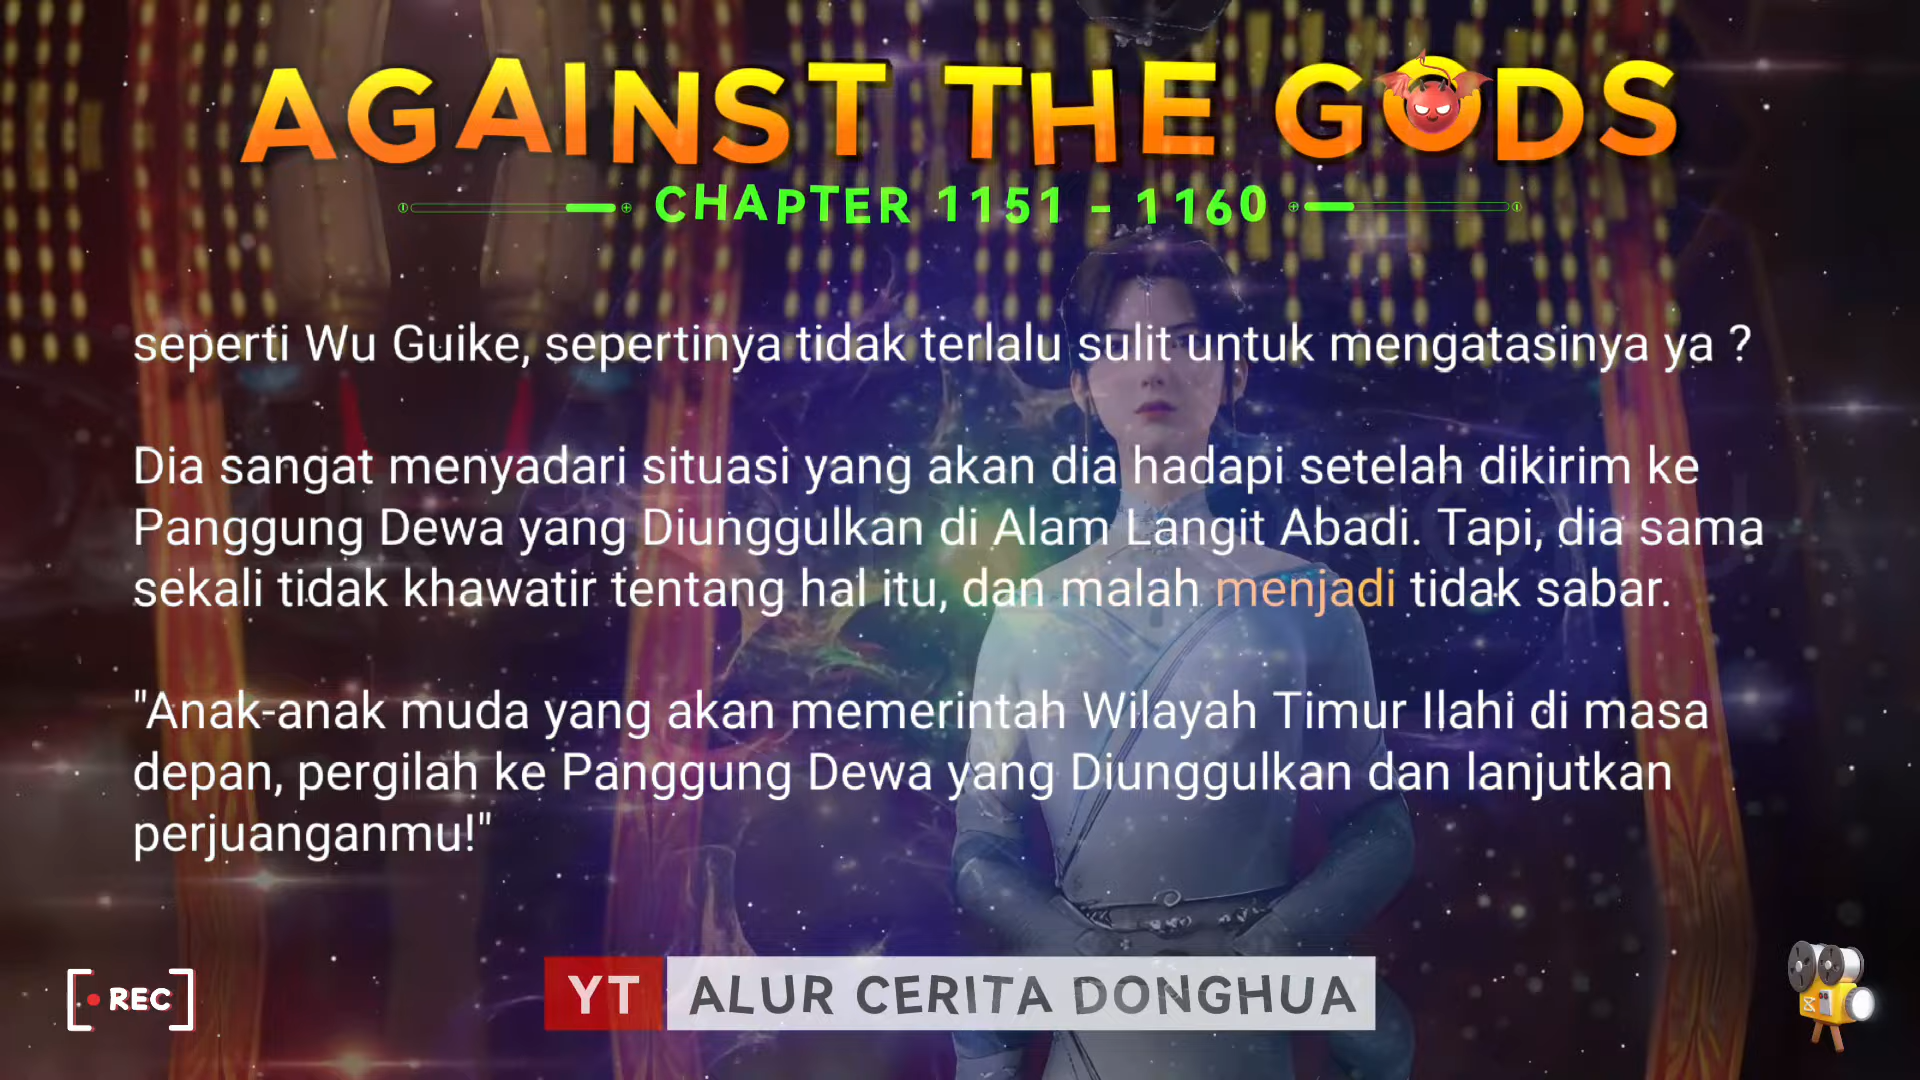 AGAINST THE GODS
CHAPTER 1151 - 1160
seperti Wu Guike, sepertinya tidak terlalu sulit untuk mengatasinya ya ?
Dia sangat menyadari situasi yang akan dia hadapi setelah dikirim ke
Panggung Dewa yang Diunggulkan di Alam Langit Abadi. Tapi, dia sama
sekali tidak khawatir tentang hal itu, dan malah menjadi tidak sabar.
"Anak-anak muda yang akan memerintah Wilayah Timur Ilahi di masa
depan, pergilah ke Panggung Dewa yang Diunggulkan dan lanjutkan
perjuanganmu!"
REC
YT ALUR CERITA DONGHUA